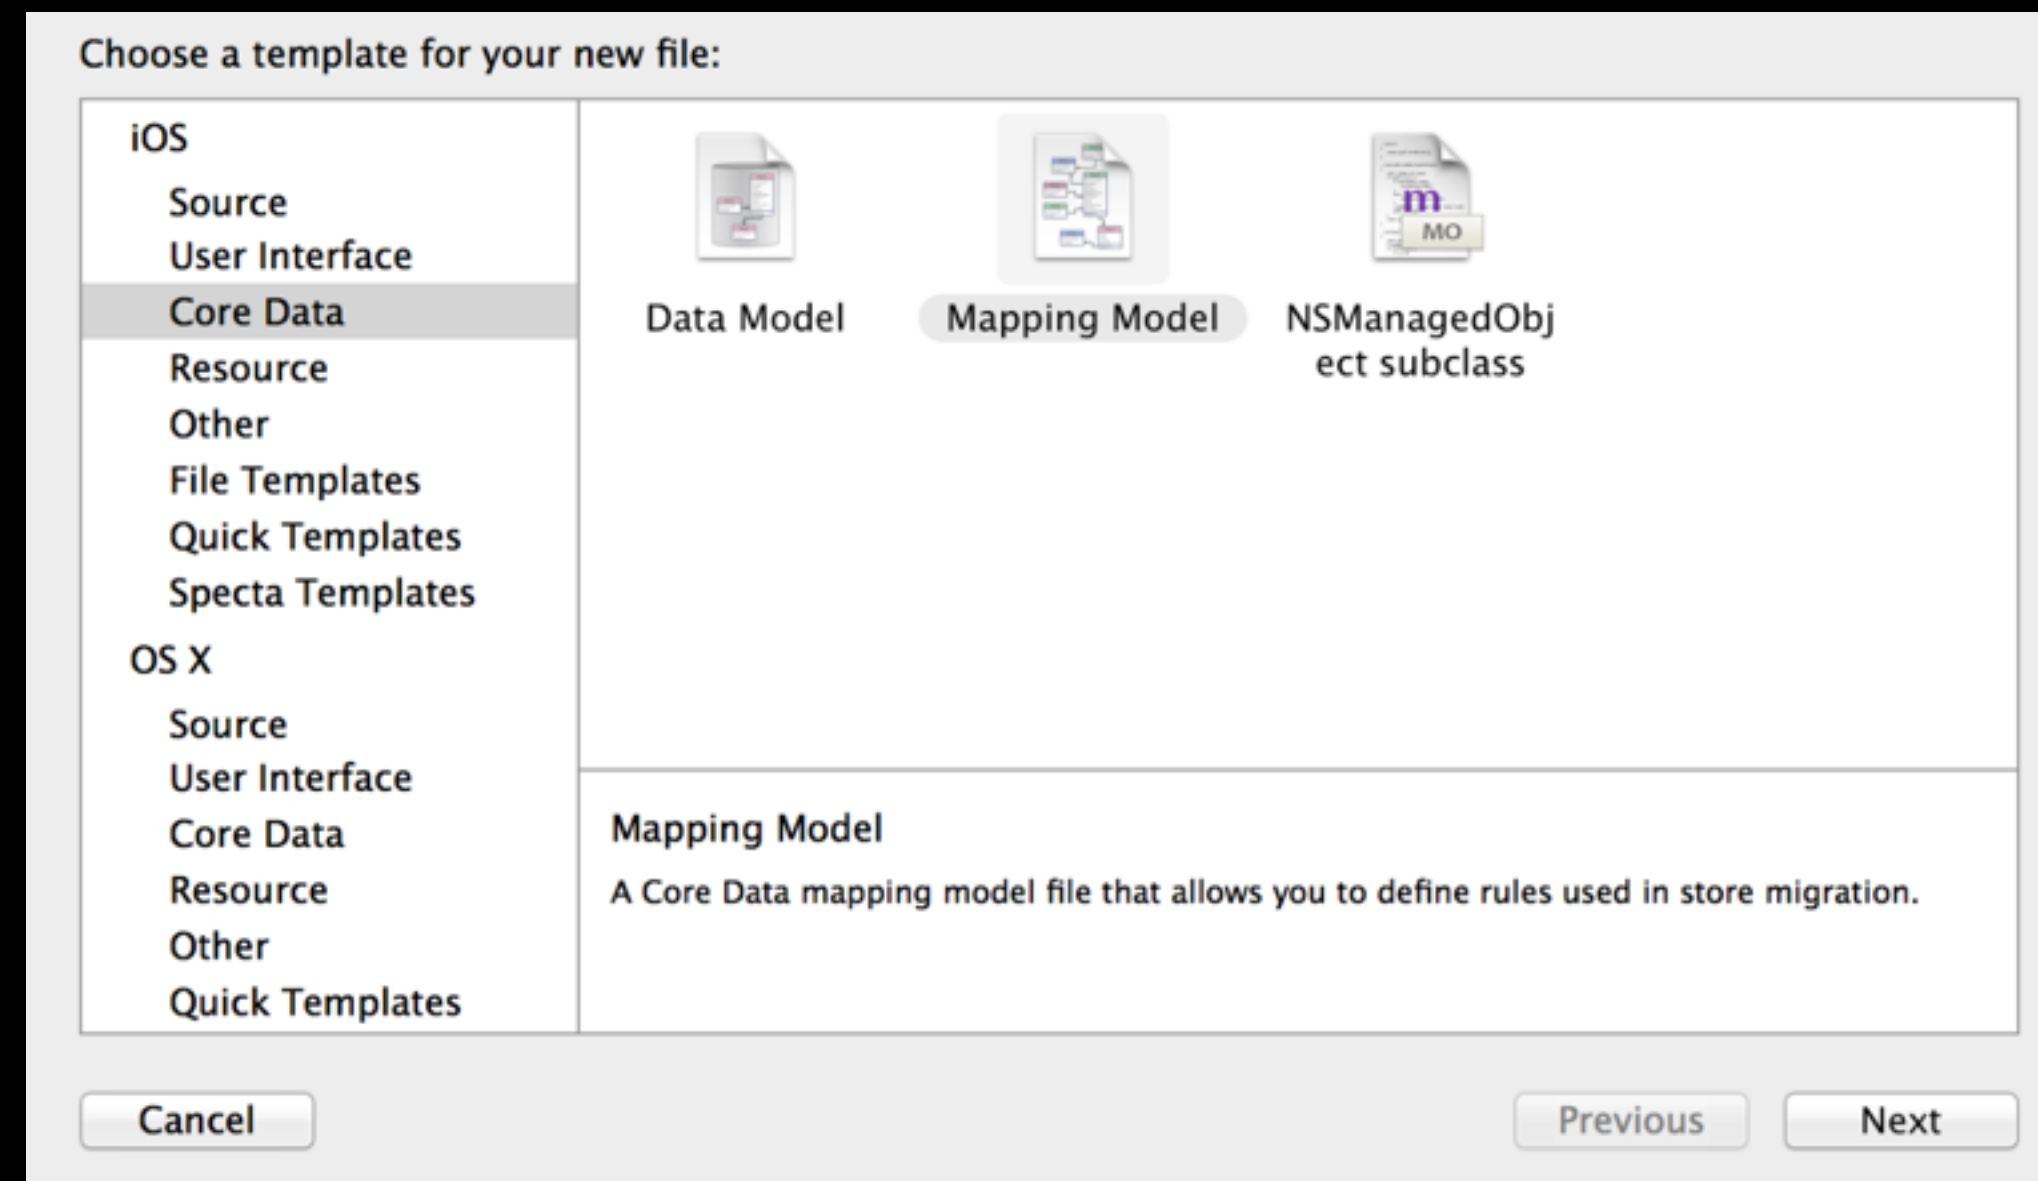 Choose a template for your new file:
iOS
Source
User Interface
Core Data
Resource
Other
File Templates
Quick Templates
Specta Templates
OS X
Source
User Interface
Core Data
Resource
Other
Quick Templates
Data Model
Mapping Model
m
MO
NSManagedObj
ect subclass
Mapping Model
A Core Data mapping model file that allows you to define rules used in store migration.
Cancel
Previous
Next